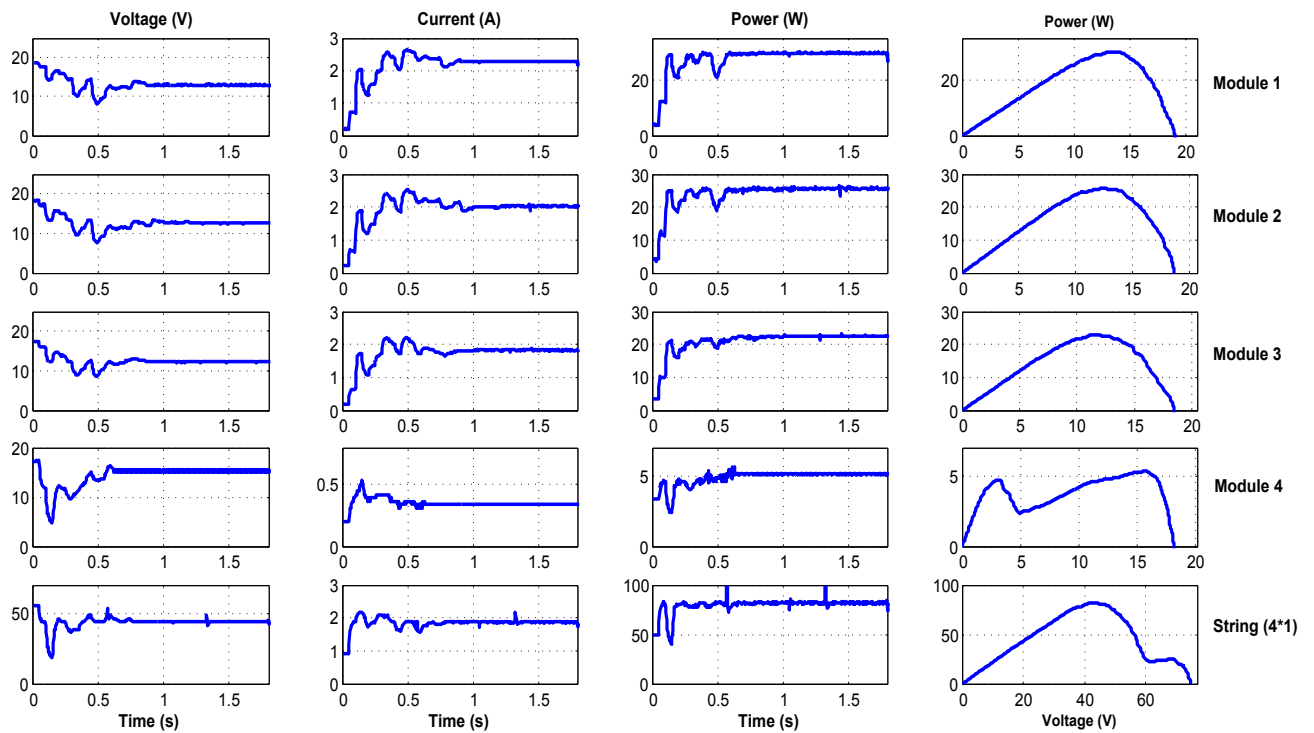 Voltage (V) Current (A) Power (W) Power (W)
20 10 0 0 0.5 1 1.5
3 2 1 0 0 0.5 1 1.5
20 0 0 0.5 1 1.5
20 0 0 5 10 15 20
Module 1
20 10 0 0 0.5 1 1.5
3 2 1 0 0 0.5 1 1.5
30 20 10 0 0 0.5 1 1.5
30 20 10 0 0 5 10 15 20
Module 2
20 10 0 0 0.5 1 1.5
3 2 1 0 0 0.5 1 1.5
30 20 10 0 0 0.5 1 1.5
30 20 10 0 0 5 10 15 20
Module 3
20 10 0 0 0.5 1 1.5
0.5 0 0 0.5 1 1.5
5 0 0 0.5 1 1.5
5 0 0 5 10 15 20
Module 4
50 0 0 0.5 1 1.5
3 2 1 0 0 0.5 1 1.5
100 50 0 0 0.5 1 1.5
100 50 0 0 20 40 60
String (4*1)
Time (s) Time (s) Time (s) Voltage (V)